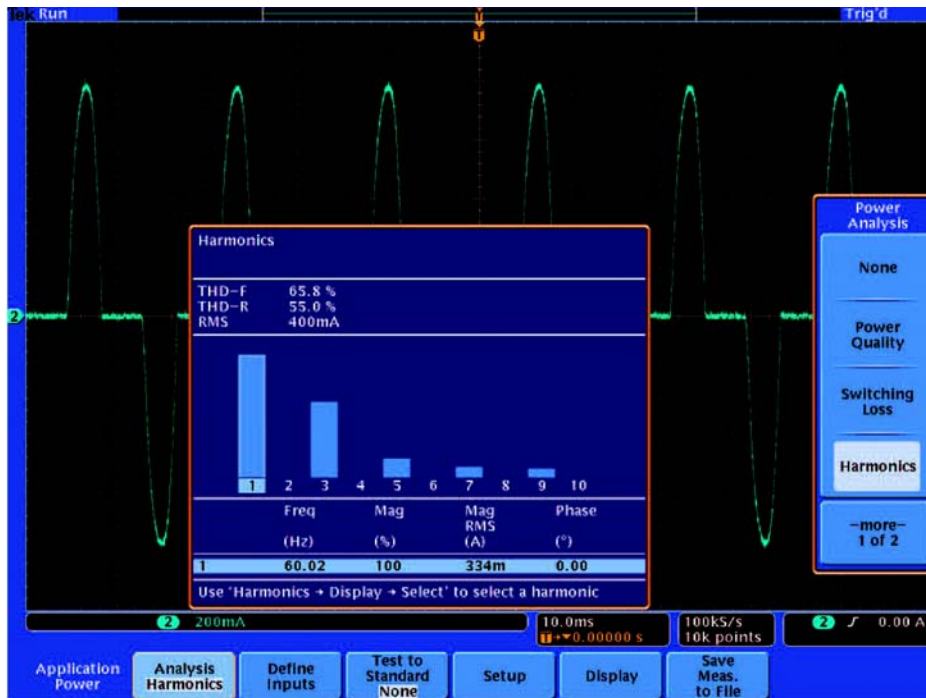 Tek Run
Trig'd
T
T
2
Harmonics
THD-F 65.8 %
THD-R 55.0 %
RMS 400mA
1 2 3 4 5 6 7 8 9 10
Freq Mag Mag Phase
RMS
(Hz) (%) (A) (°)
1 60.02 100 334m 0.00
Use 'Harmonics → Display → Select' to select a harmonic
Power
Analysis
None
Power
Quality
Switching
Loss
Harmonics
-more-
1 of 2
2 200mA
10.0ms
T→▼0.00000 s
100kS/s
10k points
2 ƒ 0.00 A
Application
Power
Analysis
Harmonics
Define
Inputs
Test to
Standard
None
Setup
Display
Save
Meas.
to File